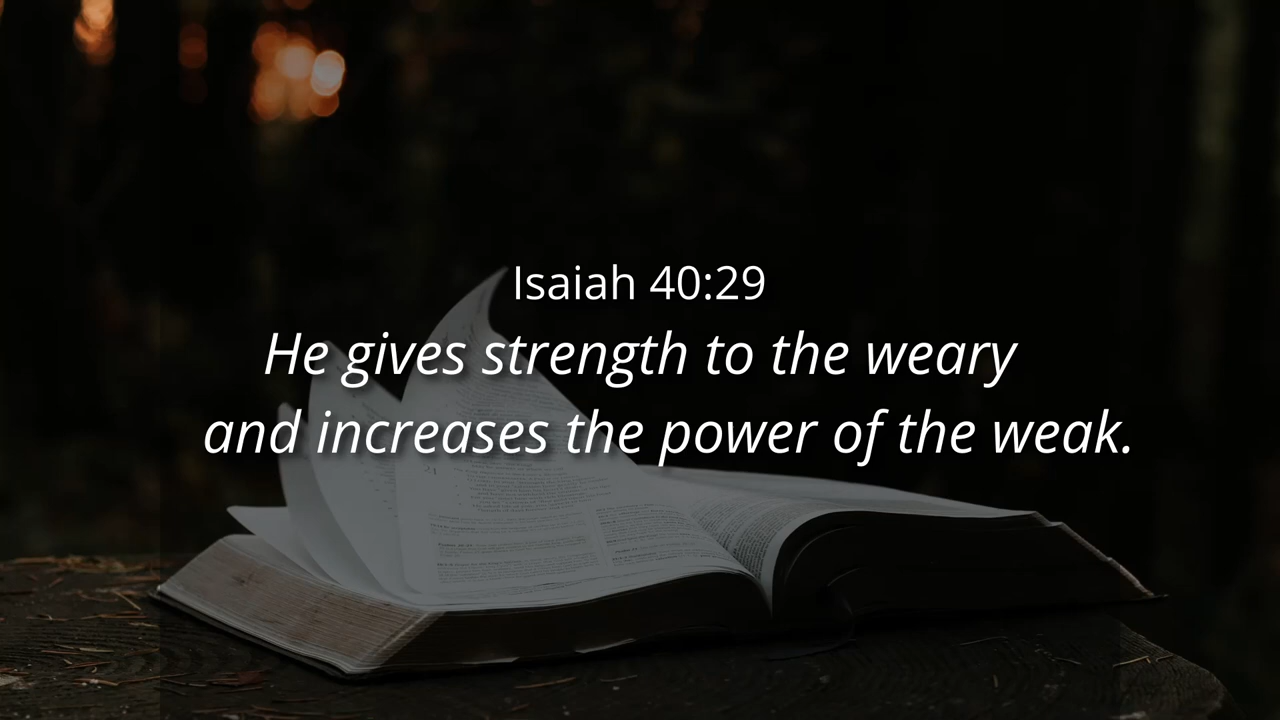 Isaiah 40:29
He gives strength to the weary
and increases the power of the weak.